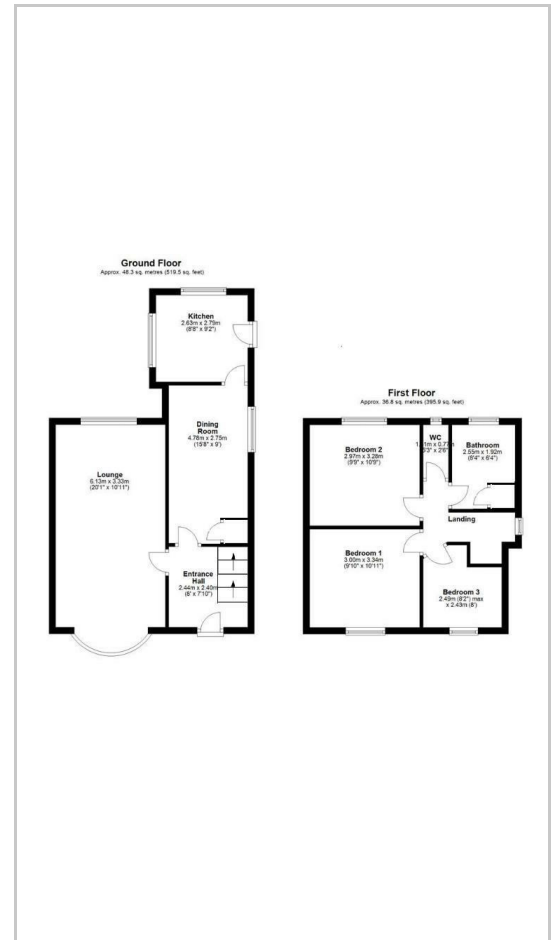 Ground Floor
Approx. 48.3 sq. metres (519.5 sq. feet)
Kitchen
2.63m x 2.79m
(8'8" x 9'2")
Dining
Room
4.78m x 2.75m
(15'8" x 9')
Lounge
6.13m x 3.33m
(20'1" x 10'11")
Entrance
Hall
2.44m x 2.40m
(8' x 7'10")
First Floor
Approx. 36.8 sq. metres (395.9 sq. feet)
Bedroom 2
2.97m x 3.28m
(9'9" x 10'9")
WC
x 0.77m
x 2'6"
Bathroom
2.55m x 1.92m
(8'4" x 6'4")
Landing
Bedroom 1
3.00m x 3.34m
(9'10" x 10'11")
Bedroom 3
2.49m (8'2") max
x 2.43m (8')